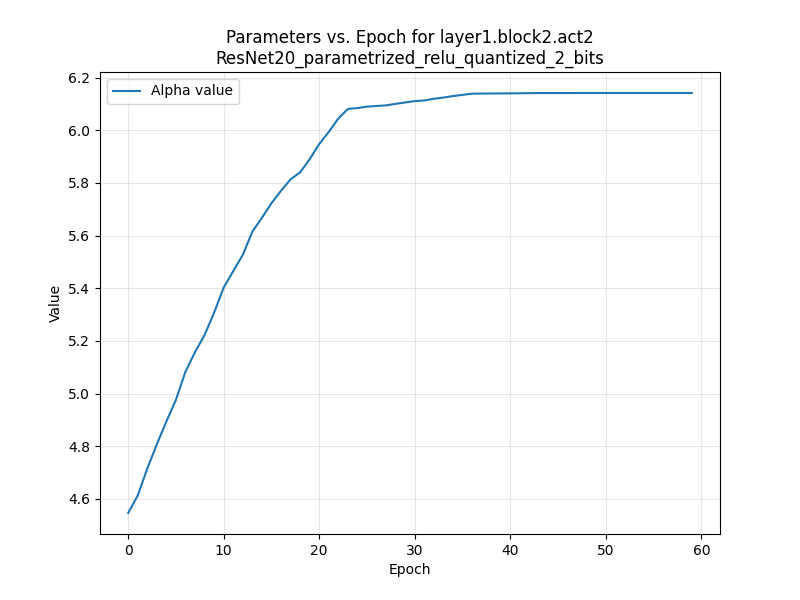 Parameters vs. Epoch for layer1.block2.act2
ResNet20_parametrized_relu_quantized_2_bits
Alpha value
6.2
6.0
5.8
5.6
5.4
5.2
5.0
4.8
4.6
Value
0 10 20 30 40 50 60
Epoch